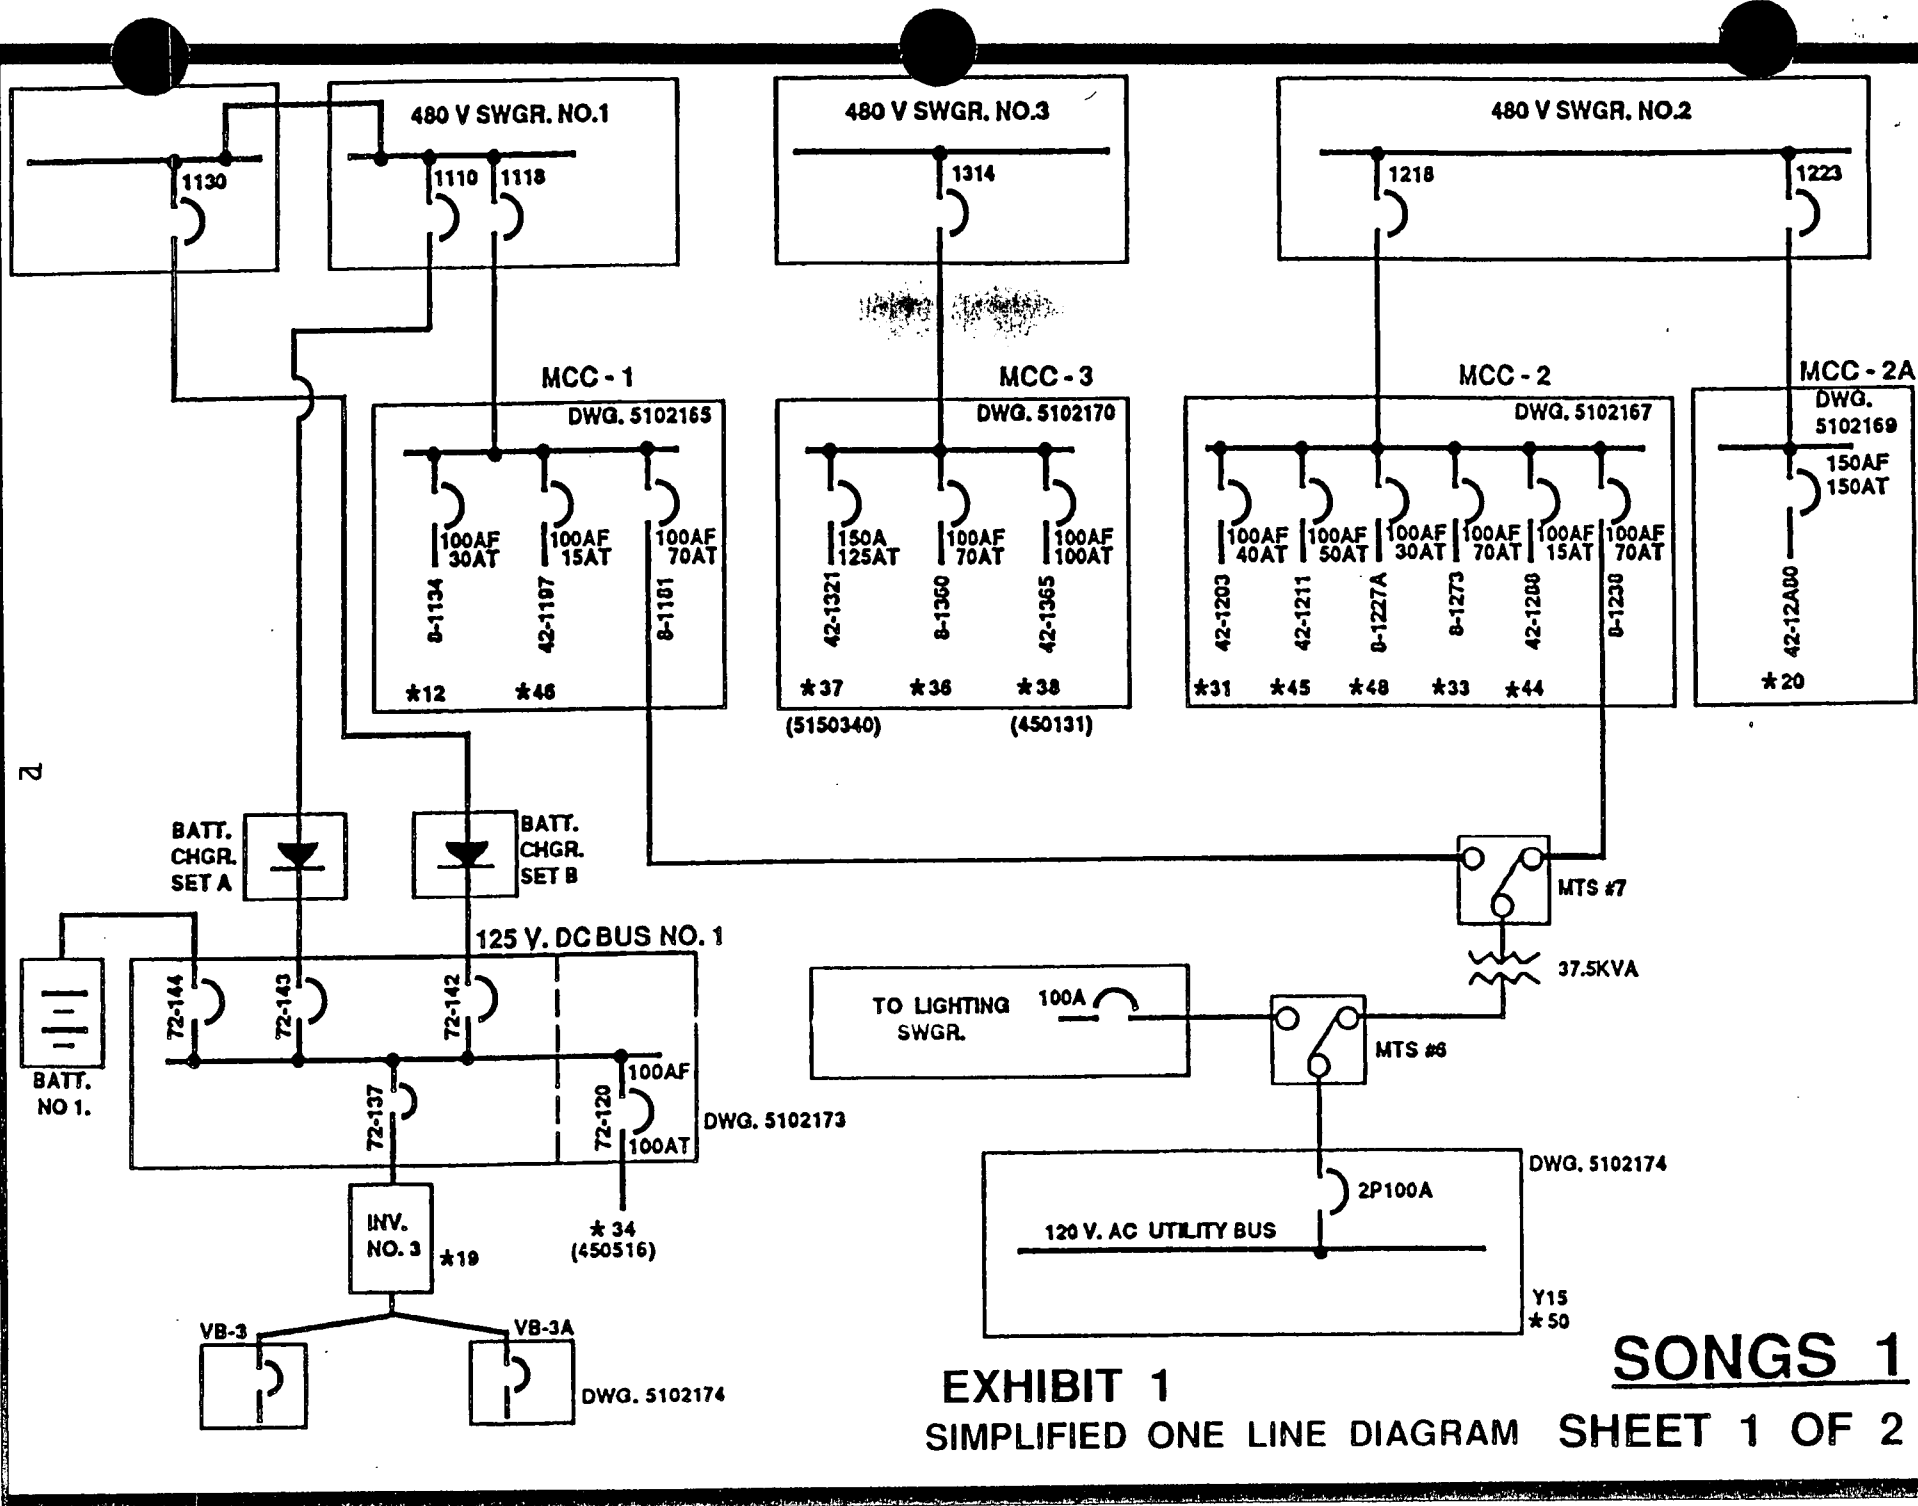 480 V SWGR. NO.1
480 V SWGR. NO.3
480 V SWGR. NO.2
1130
1110
1118
1314
1218
1223
MCC - 1
DWG. 5102165
MCC - 3
DWG. 5102170
MCC - 2
DWG. 5102167
MCC - 2A
DWG.
5102169
100AF
30AT
8-1134
★12
100AF
15AT
42-1197
★46
100AF
70AT
8-1181
150A
125AT
42-1321
★37
(5150340)
100AF
70AT
8-1360
★36
100AF
100AT
42-1365
★38
(450131)
100AF
40AT
42-1203
★31
100AF
50AT
42-1211
★45
100AF
30AT
8-1227A
★48
100AF
70AT
8-1273
★33
100AF
15AT
42-1288
★44
100AF
70AT
8-1238
150AF
150AT
42-12A80
★20
BATT.
CHGR.
SET A
BATT.
CHGR.
SET B
MTS #7
37.5KVA
125 V. DC BUS NO. 1
72-144
72-143
72-142
BATT.
NO 1.
72-137
100AF
72-120
100AT
DWG. 5102173
TO LIGHTING
SWGR.
100A
MTS #6
INV.
NO. 3
★19
★ 34
(450516)
DWG. 5102174
2P100A
120 V. AC UTILITY BUS
Y15
★50
VB-3
VB-3A
DWG. 5102174
EXHIBIT 1
SIMPLIFIED ONE LINE DIAGRAM
SONGS 1
SHEET 1 OF 2